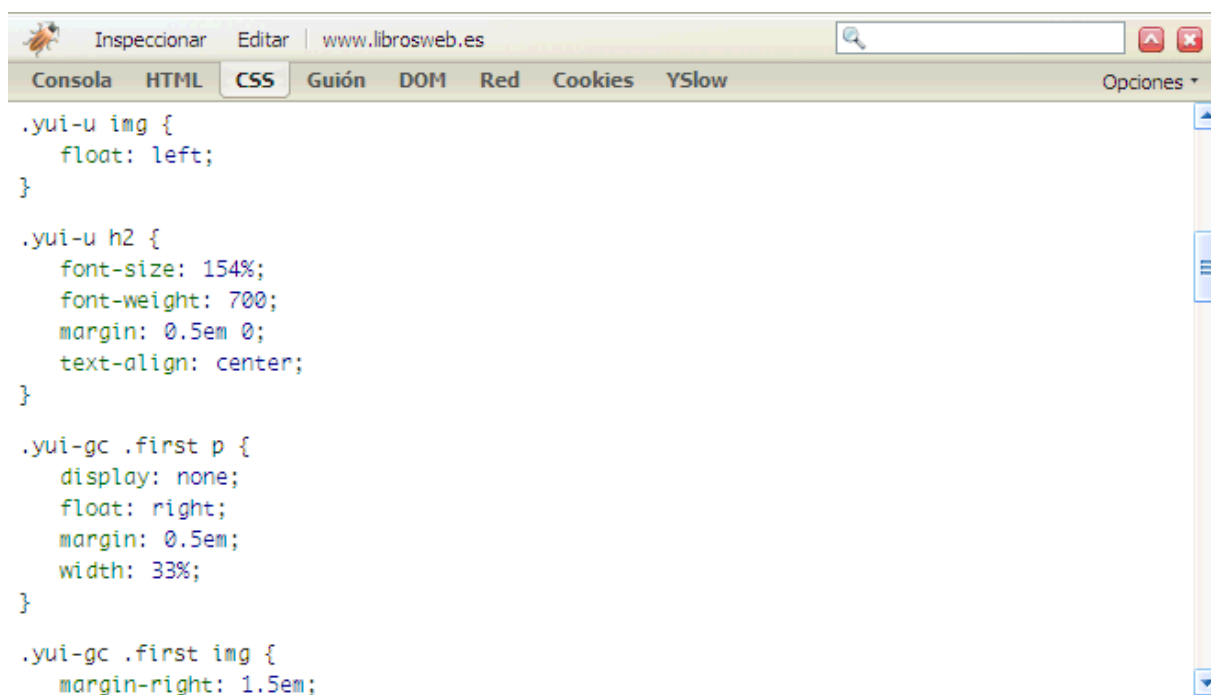 Inspeccionar Editar www.librosweb.es
Consola HTML CSS Guión DOM Red Cookies YSlow Opciones
.yui-u img {
float: left;
}
.yui-u h2 {
font-size: 154%;
font-weight: 700;
margin: 0.5em 0;
text-align: center;
}
.yui-gc .first p {
display: none;
float: right;
margin: 0.5em;
width: 33%;
}
.yui-gc .first img {
margin-right: 1.5em;